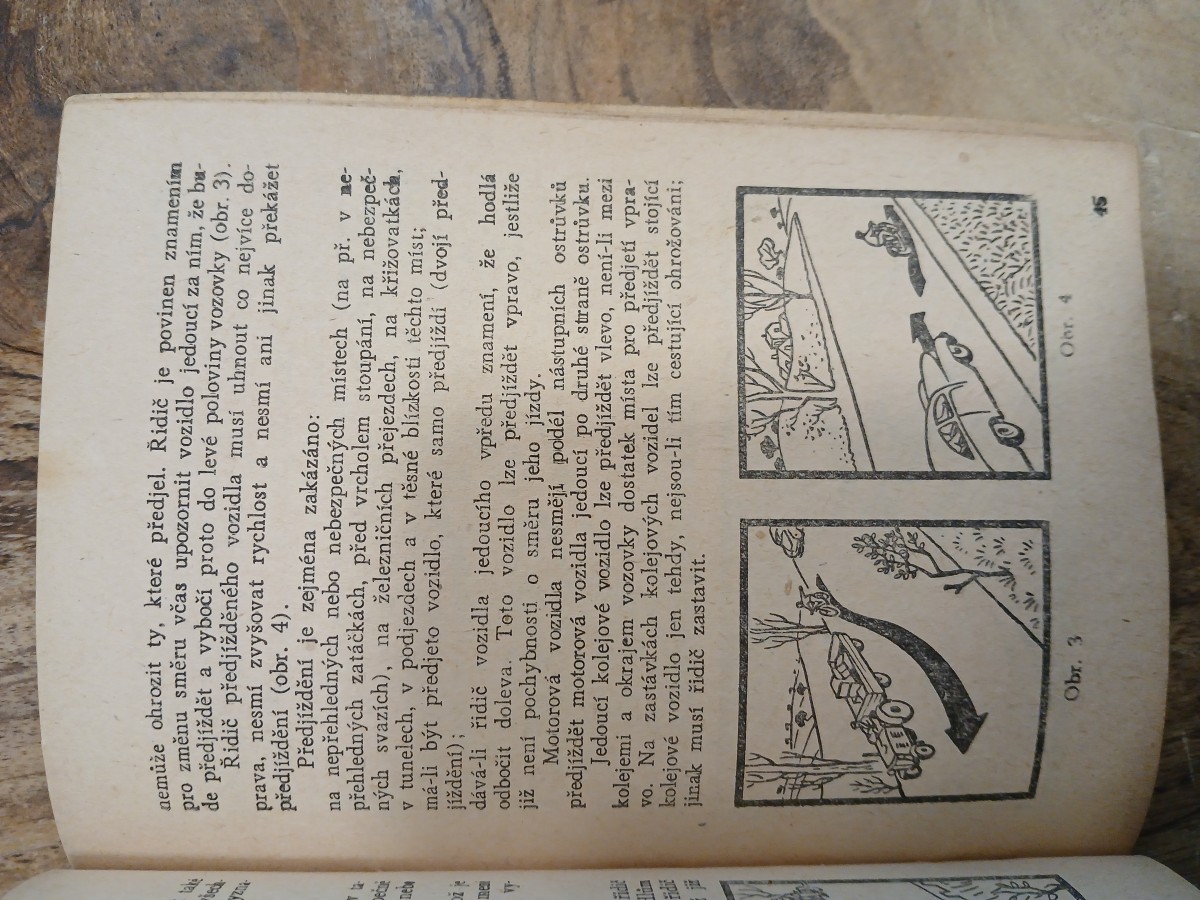 nemůže ohrozit ty, které předjel. Řidič je povinen znamením
pro změnu směru včas upozornit vozidlo jedoucí za ním, že bu-
de předjíždět a vybočí proto do levé poloviny vozovky (obr. 3).
Řidič předjížděného vozidla musí uhnout co nejvíce do-
prava, nesmí zvyšovat rychlost a nesmí ani jinak překážet
předjíždění (obr. 4).
Předjíždění je zejména zakázáno:
na nepřehledných nebo nebezpečných místech (na př. v ne-
přehledných zatáčkách, před vrcholem stoupání, na nebezpeč-
ných svazích), na železničních přejezdech, na křižovatkách,
v tunelech, v podjezdech a v těsné blízkosti těchto míst;
má-li být předjeto vozidlo, které samo předjíždí (dvojí před-
jíždění);
dává-li řidič vozidla jedoucího vpředu znamení, že hodlá
odbočit doleva. Toto vozidlo lze předjíždět vpravo, jestliže
již není pochybnosti o směru jeho jízdy.
Motorová vozidla nesmějí podél nástupních ostrůvků
předjíždět motorová vozidla jedoucí po druhé straně ostrůvku.
Jedoucí kolejové vozidlo lze předjíždět vlevo, není-li mezi
kolejemi a okrajem vozovky dostatek místa pro předjetí vpra-
vo. Na zastávkách kolejových vozidel lze předjíždět stojící
kolejové vozidlo jen tehdy, nejsou-li tím cestující ohrožováni;
jinak musí řidič zastavit.
Obr. 3
Obr. 4
45